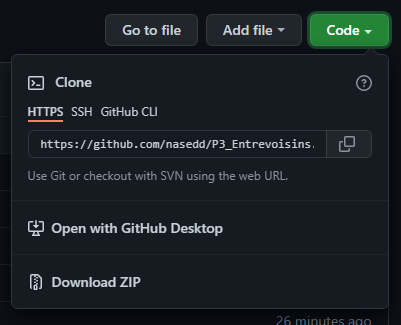 Go to file Add file Code
Clone
HTTPS SSH GitHub CLI
https://github.com/nasedd/P3_Entrevoisins.
Use Git or checkout with SVN using the web URL.
Open with GitHub Desktop
Download ZIP
26 minutes ago